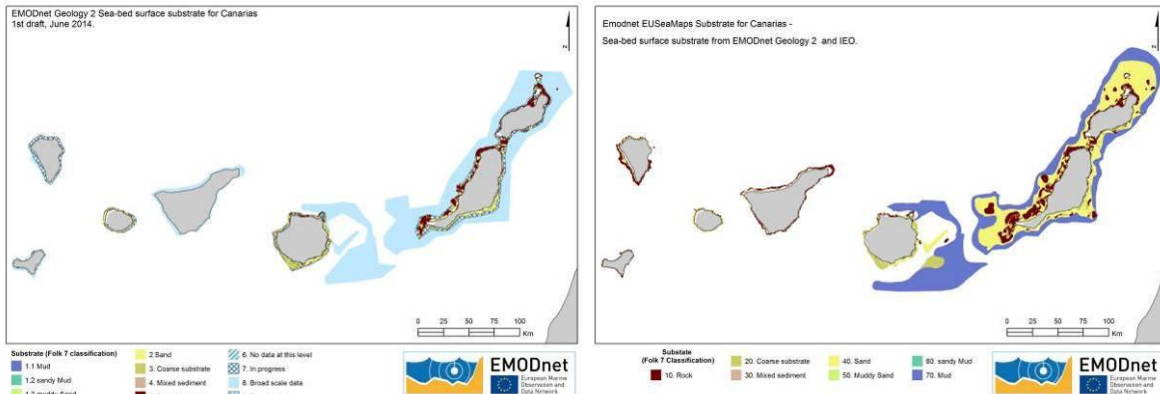 EMODnet Geology 2 Sea-bed surface substrate for Canarias
1st draft, June 2014.
0 25 50 75 100
Km
Substrate (Folk 7 classification)
1.1 Mud
1.2 sandy Mud
2 Sand
3. Coarse substrate
4. Mixed sediment
6. No data at this level
7. In progress
8. Broad scale data
EMODnet
European Marine
Observation and
Data Network
Emodnet EUSeaMaps Substrate for Canarias -
Sea-bed surface substrate from EMODnet Geology 2 and IEO.
0 25 50 75 100
Km
Substate
(Folk 7 Classification)
10. Rock
20. Coarse substrate
30. Mixed sediment
40. Sand
50. Muddy Sand
60. sandy Mud
70. Mud
EMODnet
European Marine
Observation and
Data Network